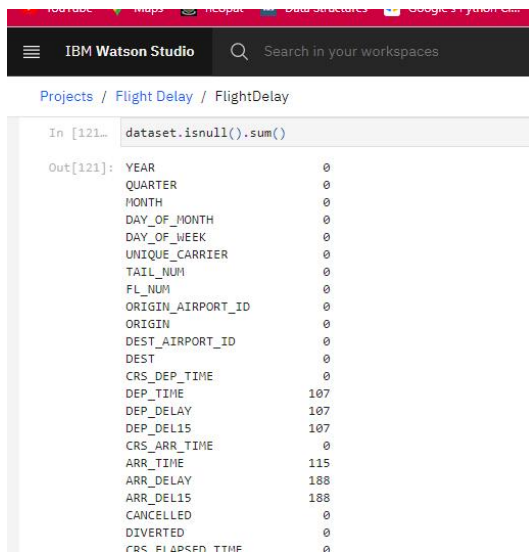 YouTube Maps Neopat Data Structures Google's Python Cl...
IBM Watson Studio Search in your workspaces
Projects / Flight Delay / FlightDelay
In [121... dataset.isnull().sum()
Out[121]: YEAR 0
QUARTER 0
MONTH 0
DAY_OF_MONTH 0
DAY_OF_WEEK 0
UNIQUE_CARRIER 0
TAIL_NUM 0
FL_NUM 0
ORIGIN_AIRPORT_ID 0
ORIGIN 0
DEST_AIRPORT_ID 0
DEST 0
CRS_DEP_TIME 0
DEP_TIME 107
DEP_DELAY 107
DEP_DEL15 107
CRS_ARR_TIME 0
ARR_TIME 115
ARR_DELAY 188
ARR_DEL15 188
CANCELLED 0
DIVERTED 0
CRS_ELAPSED_TIME 0